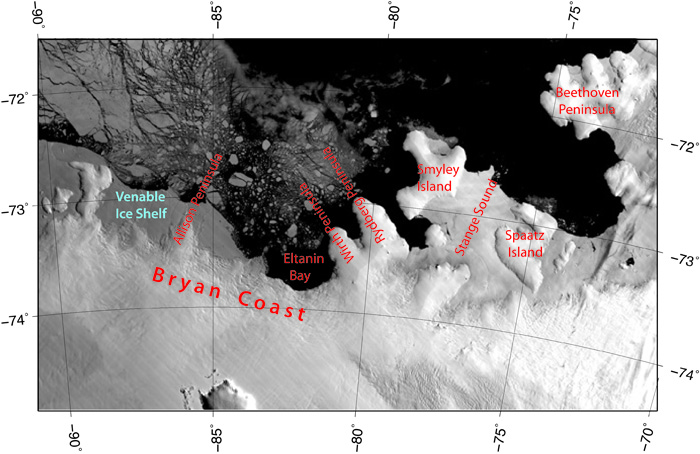 -90°
-85°
-80°
-75°
-72°
Beethoven
Peninsula
-72°
Smyley
Island
Rydberg Peninsula
Wirth Peninsula
Allison Peninsula
Venable
Ice Shelf
-73°
Stange Sound
Spaatz
Island
-73°
Eltanin
Bay
Bryan Coast
-74°
-74°
-90°
-85°
-80°
-75°
-70°